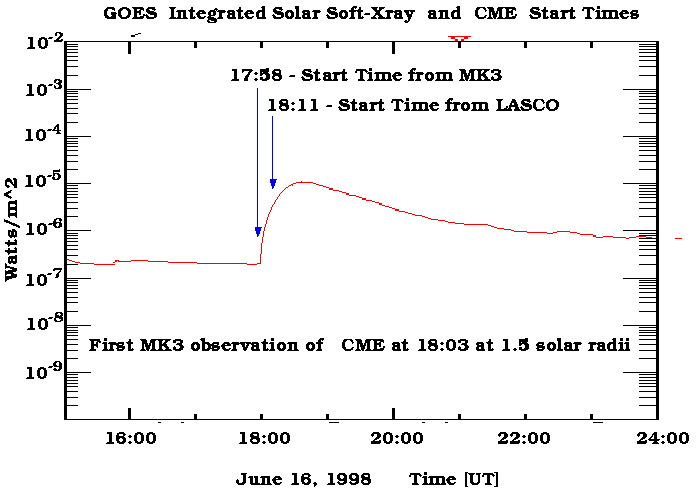 GOES Integrated Solar Soft-Xray and CME Start Times
10^-2
17:58 - Start Time from MK3
10^-3
18:11 - Start Time from LASCO
10^-4
10^-5
Watts/m^2
10^-6
10^-7
10^-8
First MK3 observation of CME at 18:03 at 1.5 solar radii
10^-9
16:00 18:00 20:00 22:00 24:00
June 16, 1998 Time [UT]